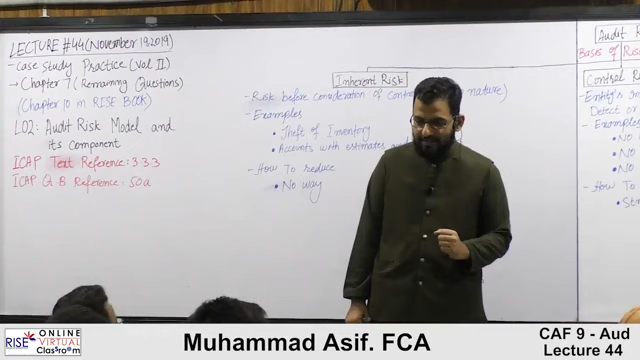 LECTURE #44 (November 19 2019)
- Case Study Practice (Vol II)
→ Chapter 7 (Remaining Questions)
(Chapter 10 in RISE BOOK)
LO2: Audit Risk Model and
its Component
ICAP Text Reference: 3.3.3
ICAP Q B Reference: 50a
Inherent Risk
- Risk before Consideration of nature)
- Examples
• Theft of Inventory
• Accounts with estimates
- How To reduce
• No way
Audit
Basis of
Control
- Entity's
Detect or
- Examples
• No
• No
• No
- How To
RISE ONLINE
VIRTUAL
Classroom
Muhammad Asif. FCA
CAF 9 - Aud
Lecture 44